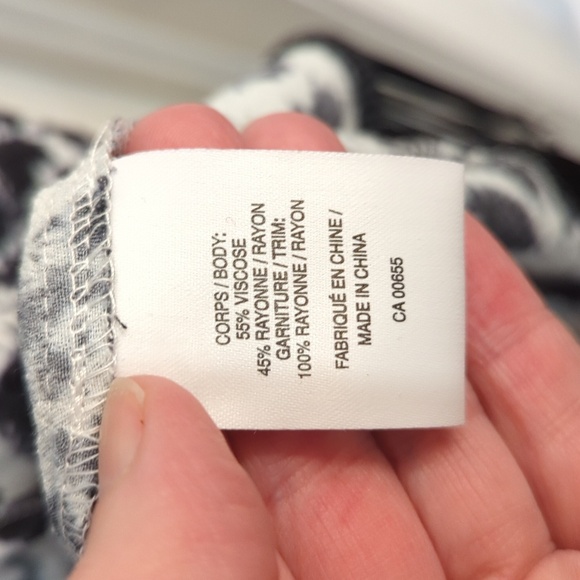 CORPS / BODY:
55% VISCOSE
45% RAYONNE / RAYON
GARNITURE / TRIM:
100% RAYONNE / RAYON
FABRIQUÉ EN CHINE /
MADE IN CHINA
CA 00655